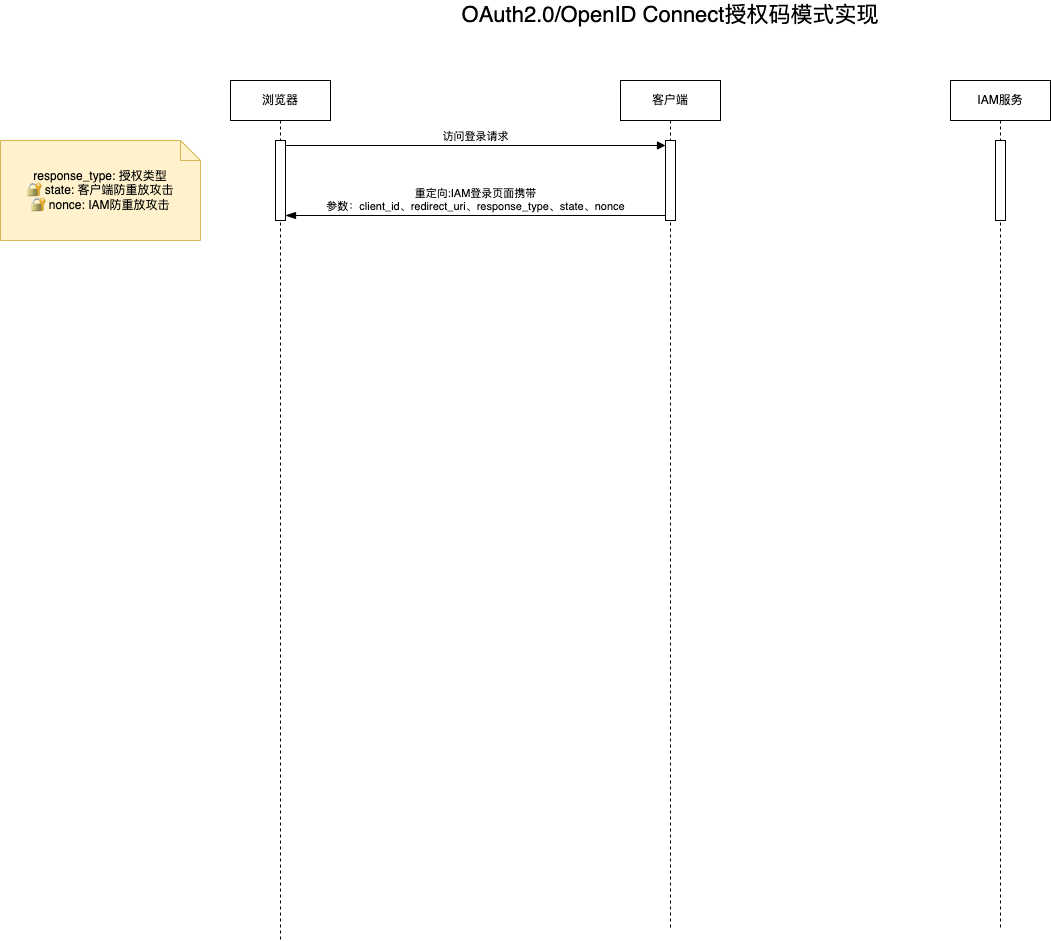 OAuth2.0/OpenID Connect授权码模式实现
浏览器
客户端
IAM服务
访问登录请求
response_type: 授权类型
🔐 state: 客户端防重放攻击
🔐 nonce: IAM防重放攻击
重定向:IAM登录页面携带
参数：client_id、redirect_uri、response_type、state、nonce